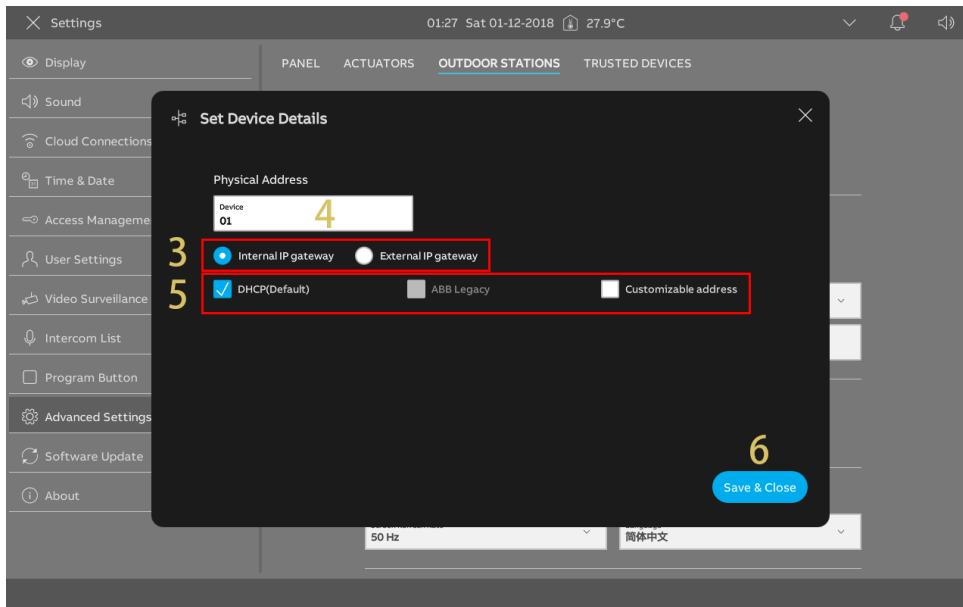 Settings
01:27 Sat 01-12-2018 27.9°C
Display
PANEL ACTUATORS OUTDOOR STATIONS TRUSTED DEVICES
Sound
Set Device Details
Cloud Connections
Physical Address
Time & Date
Device
01
4
Access Manageme
3
Internal IP gateway External IP gateway
User Settings
5
DHCP(Default) ABB Legacy Customizable address
Video Surveillance
Intercom List
Program Button
Advanced Settings
6
Software Update
Save & Close
About
50 Hz
简体中文